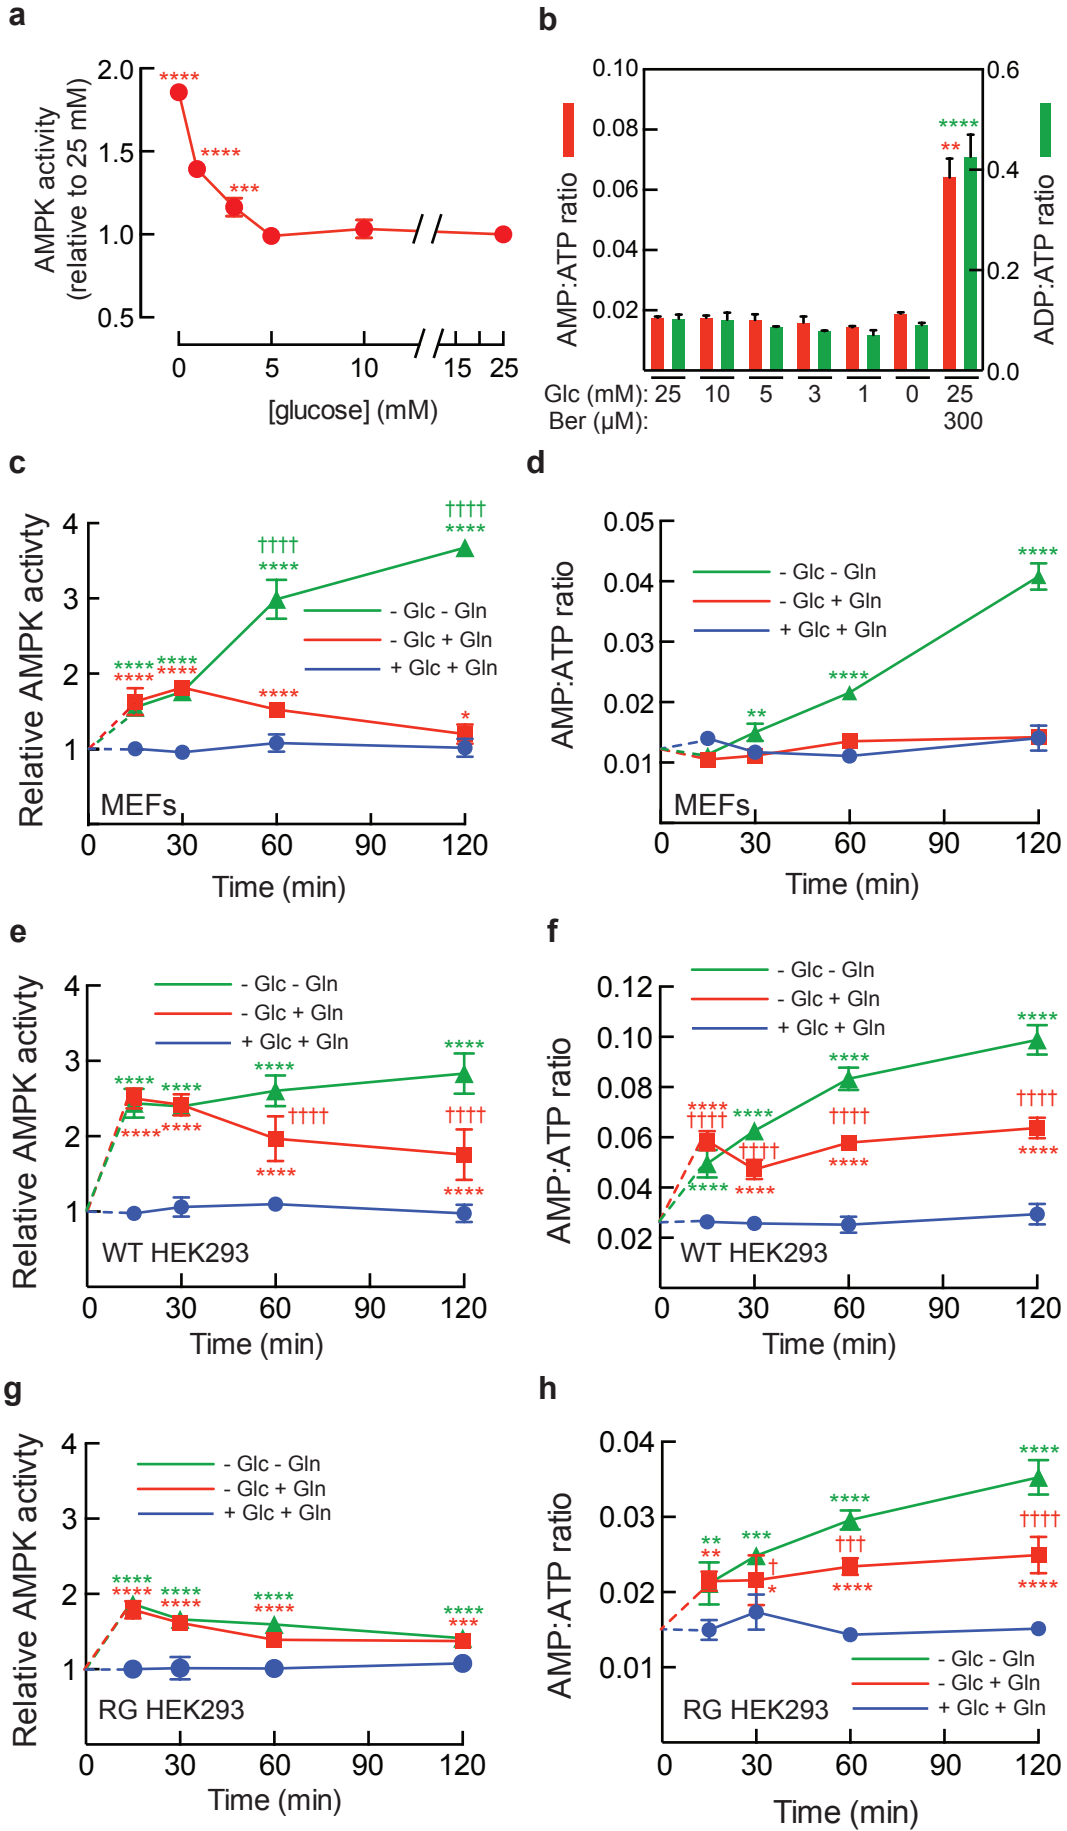 a
AMPK activity
(relative to 25 mM)
2.0
1.5
1.0
0.5
****
****
***
0 5 10 15 25
[glucose] (mM)
b
AMP:ATP ratio
0.10
0.08
0.06
0.04
0.02
ADP:ATP ratio
0.6
0.4
0.2
0.0
****
**
Glc (mM): 25 10 5 3 1 0 25
Ber (µM): 300
c
Relative AMPK activty
4
3
2
1
††††
****
††††
****
****
****
****
****
****
*
- Glc - Gln
- Glc + Gln
+ Glc + Gln
MEFs
0 30 60 90 120
Time (min)
d
AMP:ATP ratio
0.05
0.04
0.03
0.02
0.01
- Glc - Gln
- Glc + Gln
+ Glc + Gln
****
****
**
MEFs
0 30 60 90 120
Time (min)
e
Relative AMPK activty
4
3
2
1
- Glc - Gln
- Glc + Gln
+ Glc + Gln
****
****
****
****
****
****
††††
****
††††
****
WT HEK293
0 30 60 90 120
Time (min)
f
AMP:ATP ratio
0.12
0.10
0.08
0.06
0.04
0.02
- Glc - Gln
- Glc + Gln
+ Glc + Gln
****
††††
****
****
††††
****
****
††††
****
****
††††
****
WT HEK293
0 30 60 90 120
Time (min)
g
Relative AMPK activty
4
3
2
1
- Glc - Gln
- Glc + Gln
+ Glc + Gln
****
****
****
****
****
****
****
***
RG HEK293
0 30 60 90 120
Time (min)
h
AMP:ATP ratio
0.04
0.03
0.02
0.01
**
**
***
†
*
****
†††
****
****
††††
****
- Glc - Gln
- Glc + Gln
+ Glc + Gln
RG HEK293
0 30 60 90 120
Time (min)